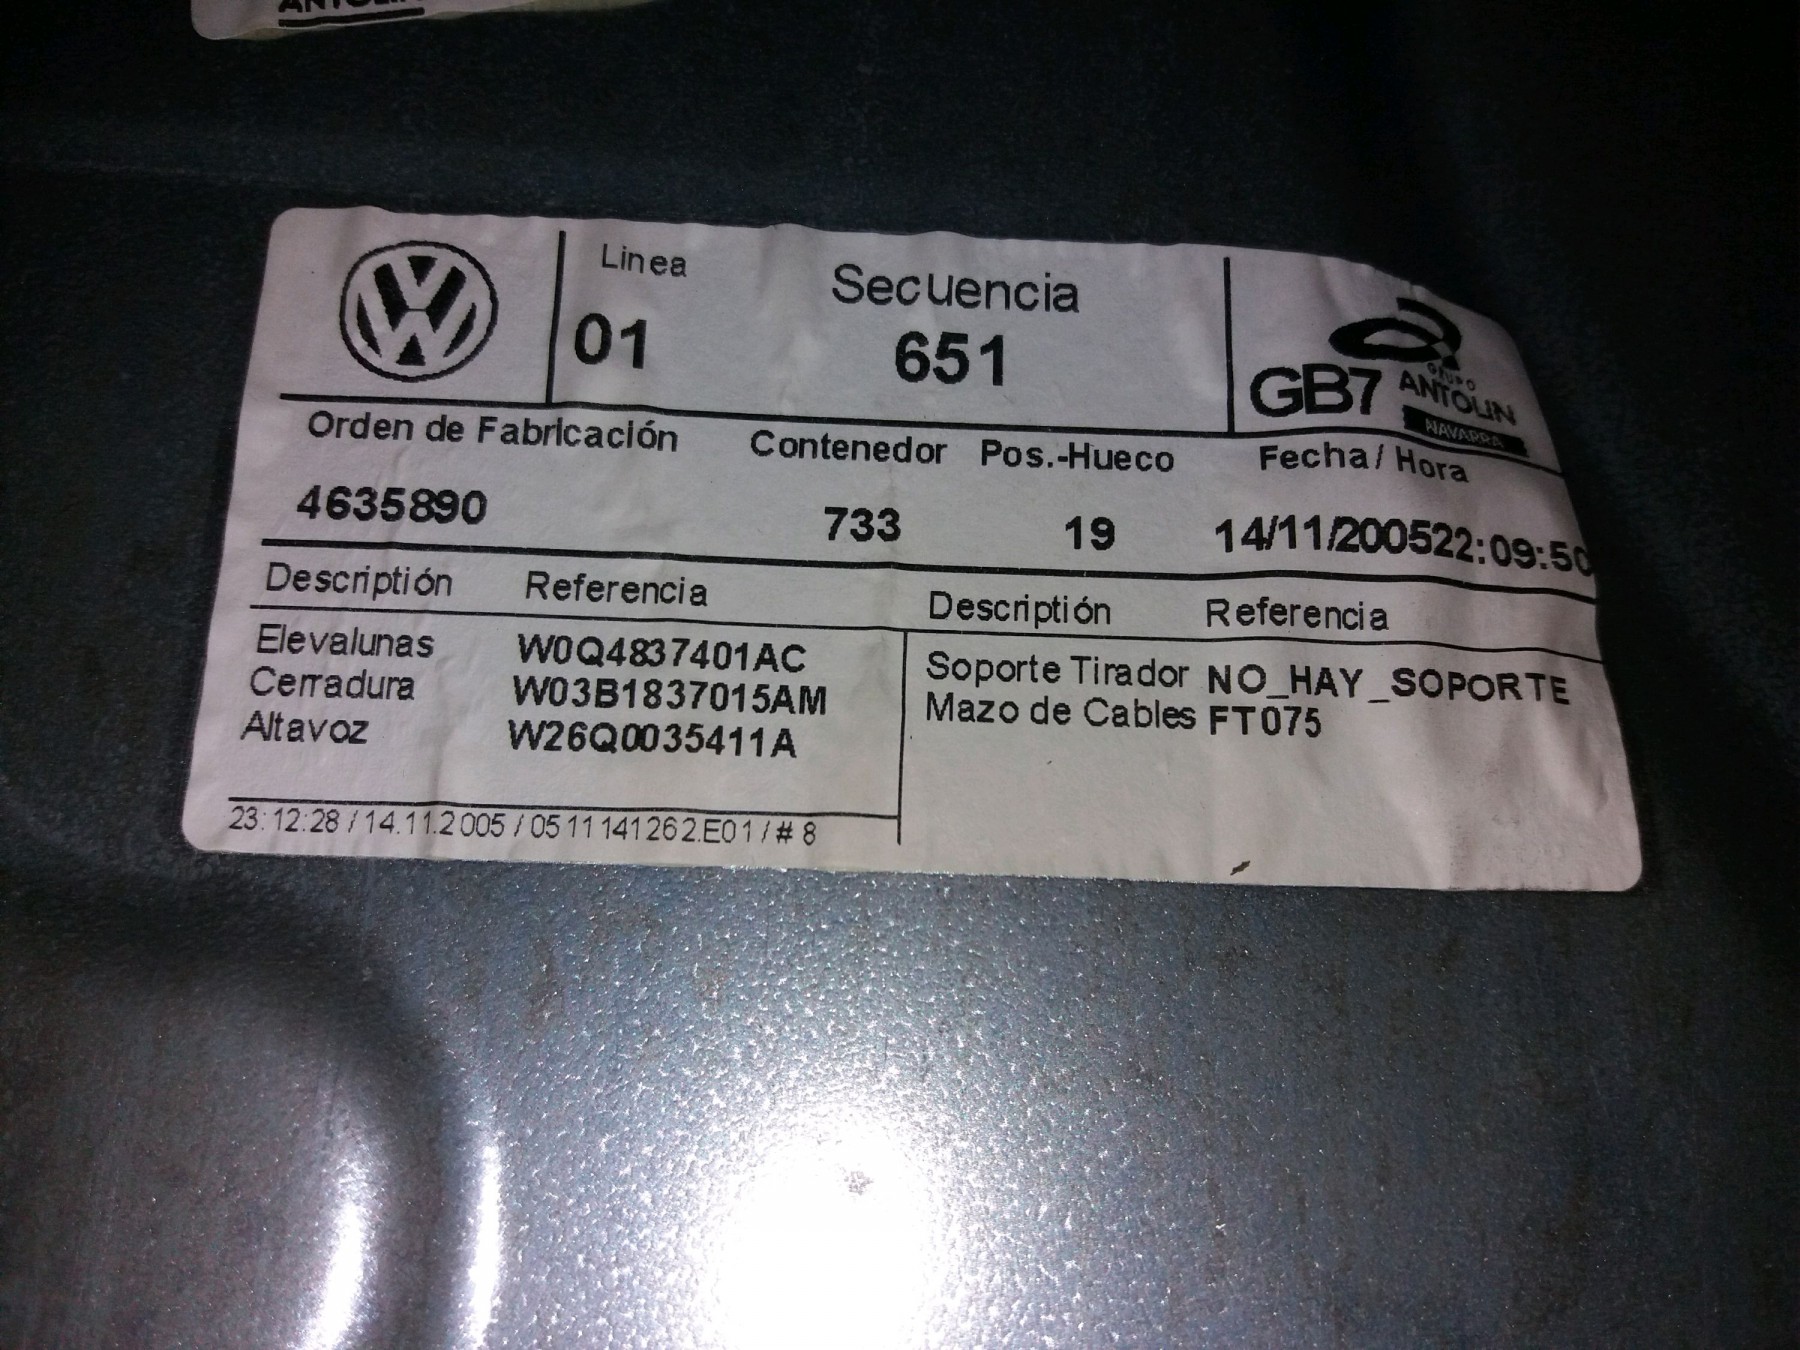 ANTOLIN
Linea
Secuencia
01
651
GB7
GRUPO
ANTOLIN
NAVARRA
Orden de Fabricación Contenedor Pos.-Hueco Fecha/ Hora
4635890 733 19 14/11/200522:09:50
Descriptión Referencia Descriptión Referencia
Elevalunas W0Q4837401AC
Cerradura W03B1837015AM
Altavoz W26Q0035411A
Soporte Tirador NO_HAY_SOPORTE
Mazo de Cables FT075
23:12:28 / 14.11.2005 / 0511141262.E01 / # 8